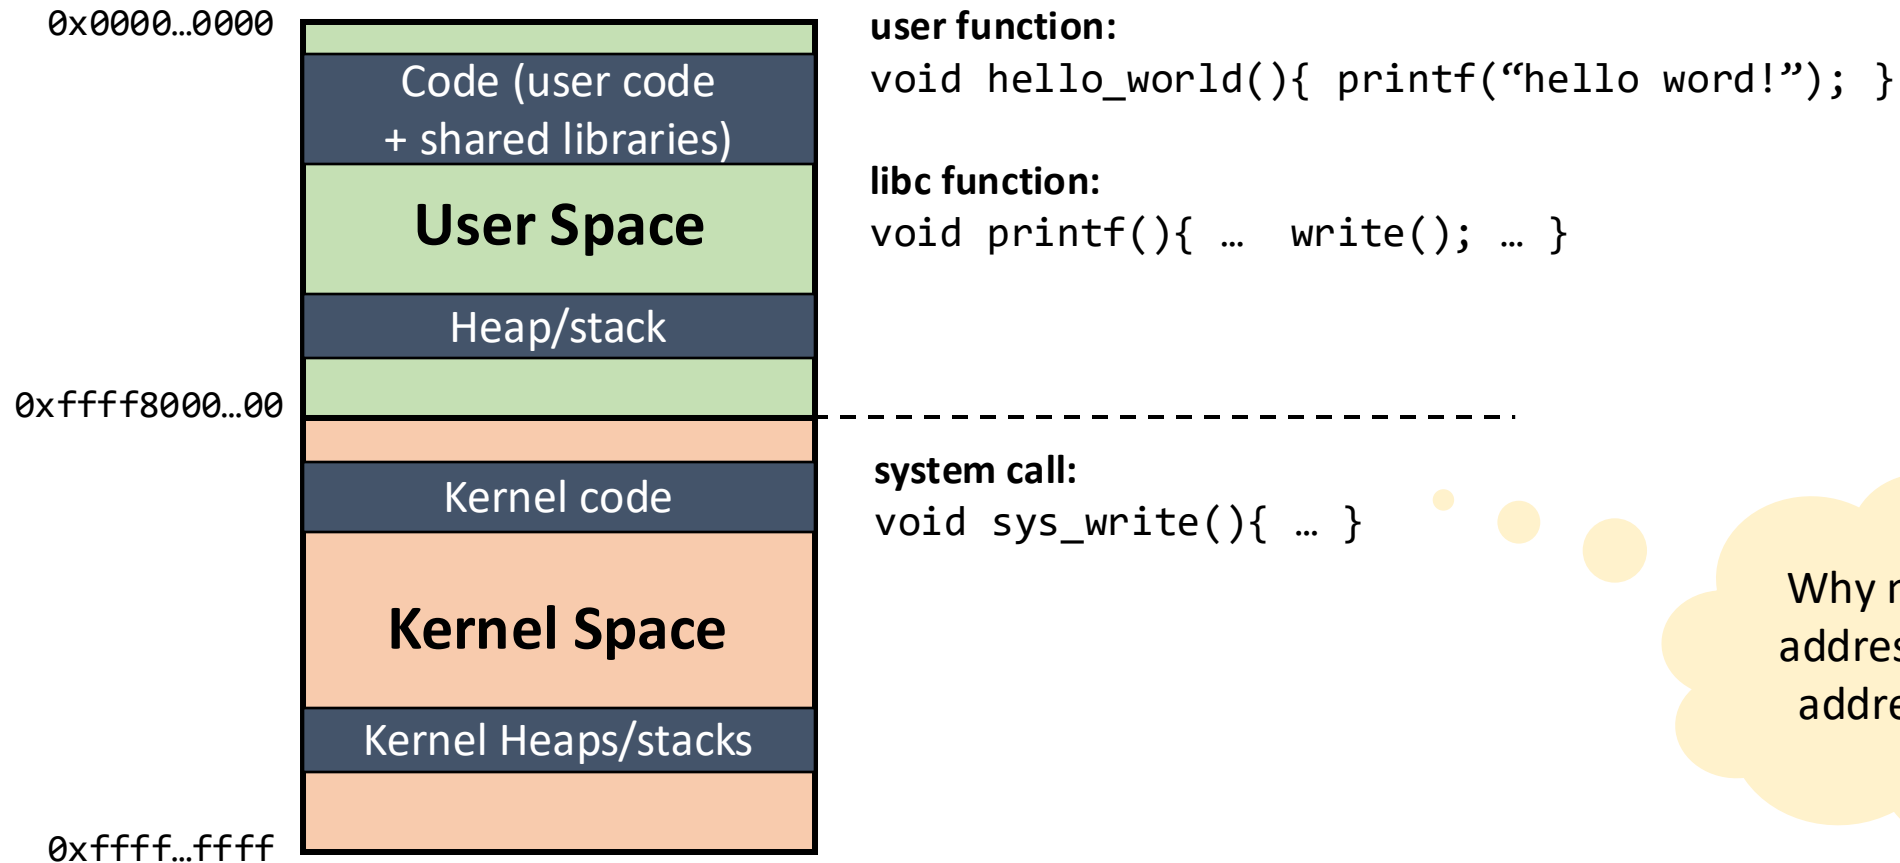 0x0000…0000
Code (user code
+ shared libraries)
User Space
Heap/stack
0xffff8000…00
Kernel code
Kernel Space
Kernel Heaps/stacks
0xffff…ffff
user function:
void hello_world(){ printf(“hello word!”); }
libc function:
void printf(){ … write(); … }
system call:
void sys_write(){ … }
Why